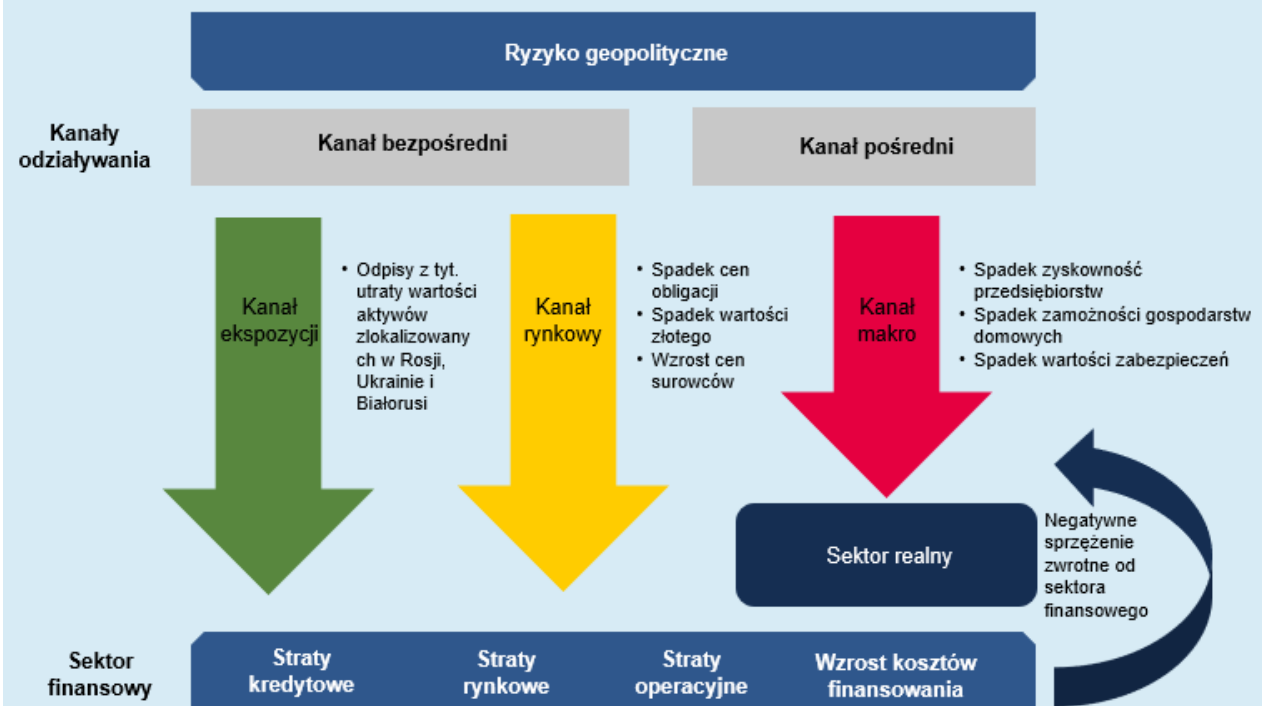 Ryzyko geopolityczne
Kanały
odziaływania
Kanał bezpośredni
Kanał pośredni
Kanał
ekspozycji
• Odpisy z tyt.
utraty wartości
aktywów
zlokalizowany
ch w Rosji,
Ukrainie i
Białorusi
Kanał
rynkowy
• Spadek cen
obligacji
• Spadek wartości
złotego
• Wzrost cen
surowców
Kanał
makro
• Spadek zyskowność
przedsiębiorstw
• Spadek zamożności gospodarstw
domowych
• Spadek wartości zabezpieczeń
Sektor realny
Negatywne
sprzężenie
zwrotne od
sektora
finansowego
Sektor
finansowy
Straty
kredytowe
Straty
rynkowe
Straty
operacyjne
Wzrost kosztów
finansowania